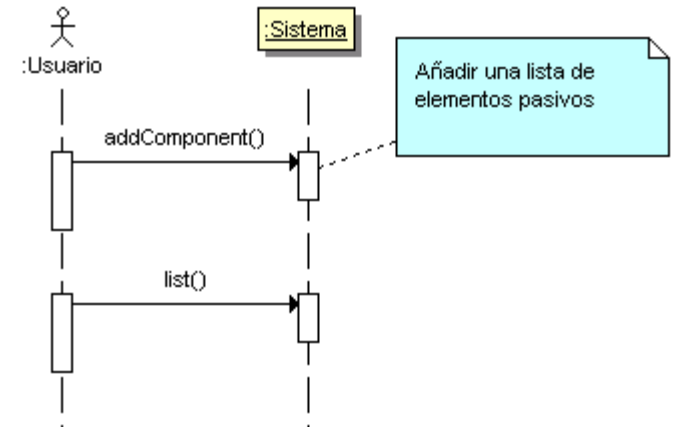 :Sistema
:Usuario
Añadir una lista de
elementos pasivos
addComponent()
list()